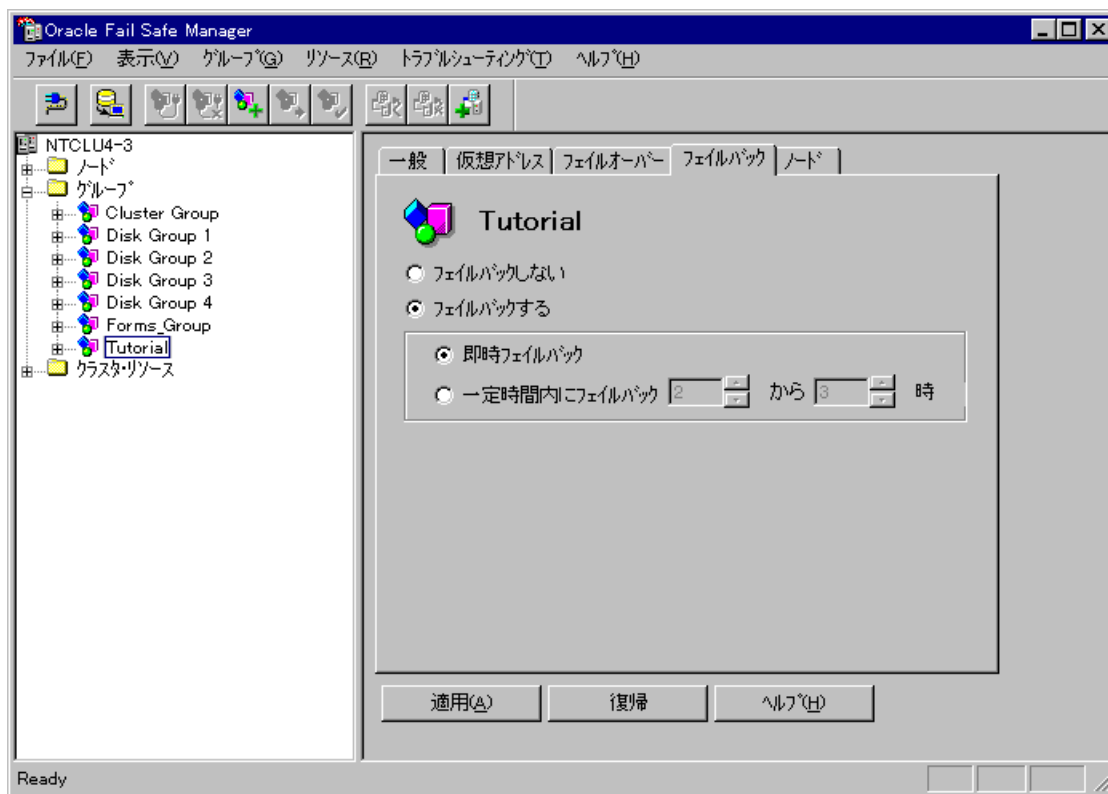 Oracle Fail Safe Manager
ファイル(F) 表示(V) グループ(G) リソース(R) トラブルシューティング(T) ヘルプ(H)
NTCLU4-3
ノード
グループ
Cluster Group
Disk Group 1
Disk Group 2
Disk Group 3
Disk Group 4
Forms_Group
Tutorial
クラスタ・リソース
一般 仮想アドレス フェイルオーバー フェイルバック ノード
Tutorial
フェイルバックしない
フェイルバックする
即時フェイルバック
一定時間内にフェイルバック 2 から 3 時
適用(A) 復帰 ヘルプ(H)
Ready